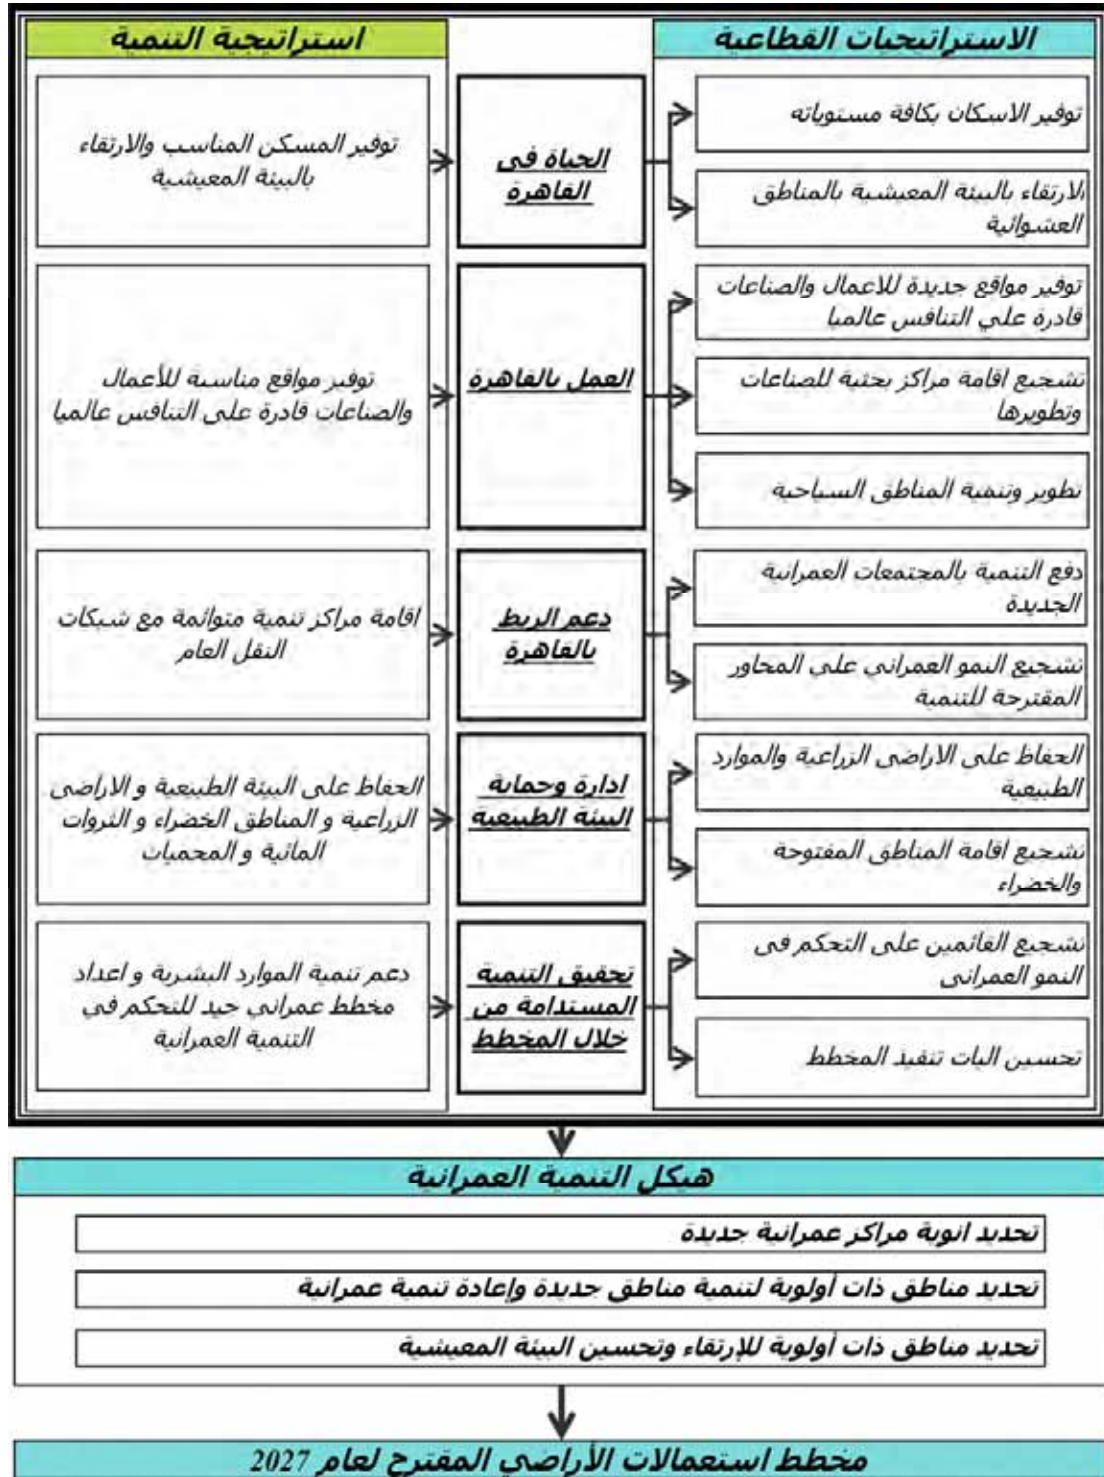 الاستراتيجيات القطاعية
استراتيجية التنمية
توفير الاسكان بكافة مستوياته
الارتقاء بالبيئة المعيشية بالمناطق
العشوائية
الحياة فى
القاهرة
توفير المسكن المناسب والارتقاء
بالبيئة المعيشية
توفير مواقع جديدة للاعمال والصناعات
قادرة علي التنافس عالميا
تشجيع اقامة مراكز بحثية للصناعات
وتطويرها
تطوير وتنمية المناطق السياحية
العمل بالقاهرة
توفير مواقع مناسبة للأعمال
والصناعات قادرة على التنافس عالميا
دفع التنمية بالمجتمعات العمرانية
الجديدة
تشجيع النمو العمراني على المحاور
المقترحة للتنمية
دعم الربط
بالقاهرة
اقامة مراكز تنمية متوائمة مع شبكات
النقل العام
الحفاظ على الاراضى الزراعية والموارد
الطبيعية
تشجيع اقامة المناطق المفتوحة
والخضراء
ادارة وحماية
البيئة الطبيعية
الحفاظ على البيئة الطبيعية و الاراضى
الزراعية و المناطق الخضراء و الثروات
المائية و المحميات
تشجيع القائمين على التحكم فى
النمو العمرانى
تحسين اليات تنفيذ المخطط
تحقيق التنمية
المستدامة من
خلال المخطط
دعم تنمية الموارد البشرية و اعداد
مخطط عمراني جيد للتحكم في
التنمية العمرانية
هيكل التنمية العمرانية
تحديد انوية مراكز عمرانية جديدة
تحديد مناطق ذات أولوية لتنمية مناطق جديدة وإعادة تنمية عمرانية
تحديد مناطق ذات أولوية للإرتقاء وتحسين البيئة المعيشية
مخطط استعمالات الأراضي المقترح لعام 2027